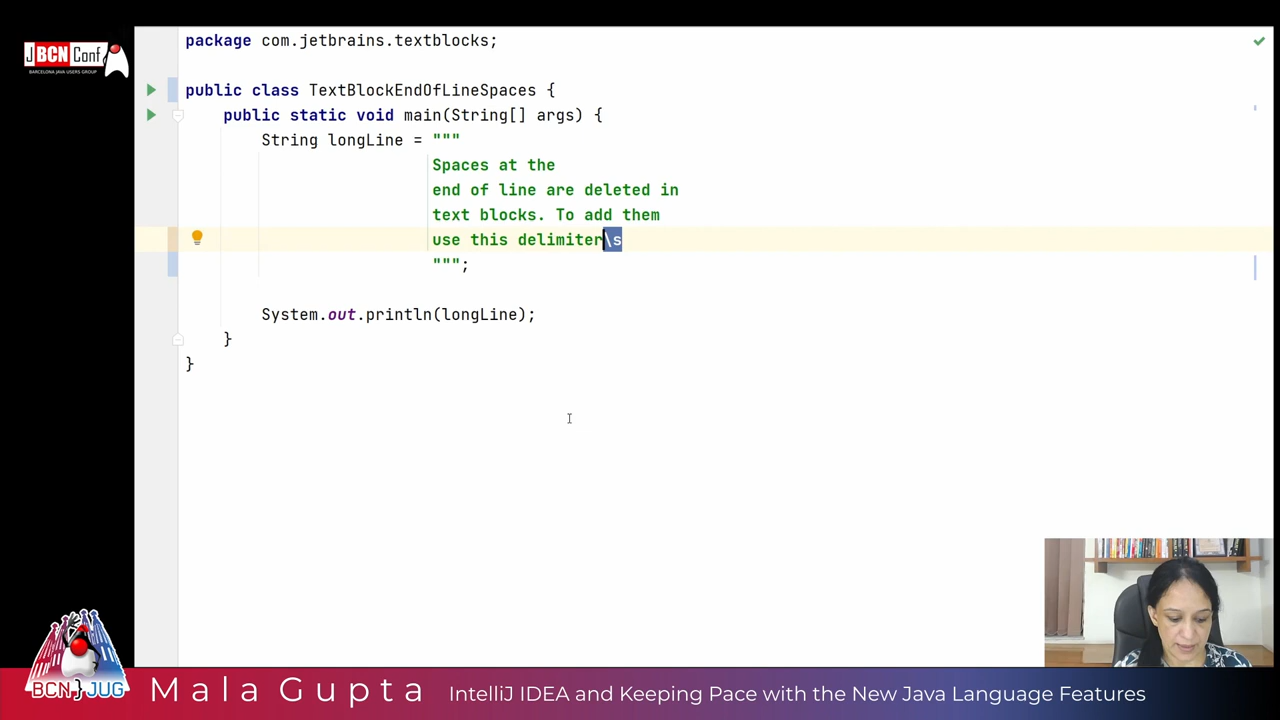 JBCNConf
BARCELONA JAVA USERS GROUP
package com.jetbrains.textblocks;
public class TextBlockEndOfLineSpaces {
public static void main(String[] args) {
String longLine = """
Spaces at the
end of line are deleted in
text blocks. To add them
use this delimiter\s
""";
System.out.println(longLine);
}
}
BCN}JUG
Mala Gupta
IntelliJ IDEA and Keeping Pace with the New Java Language Features